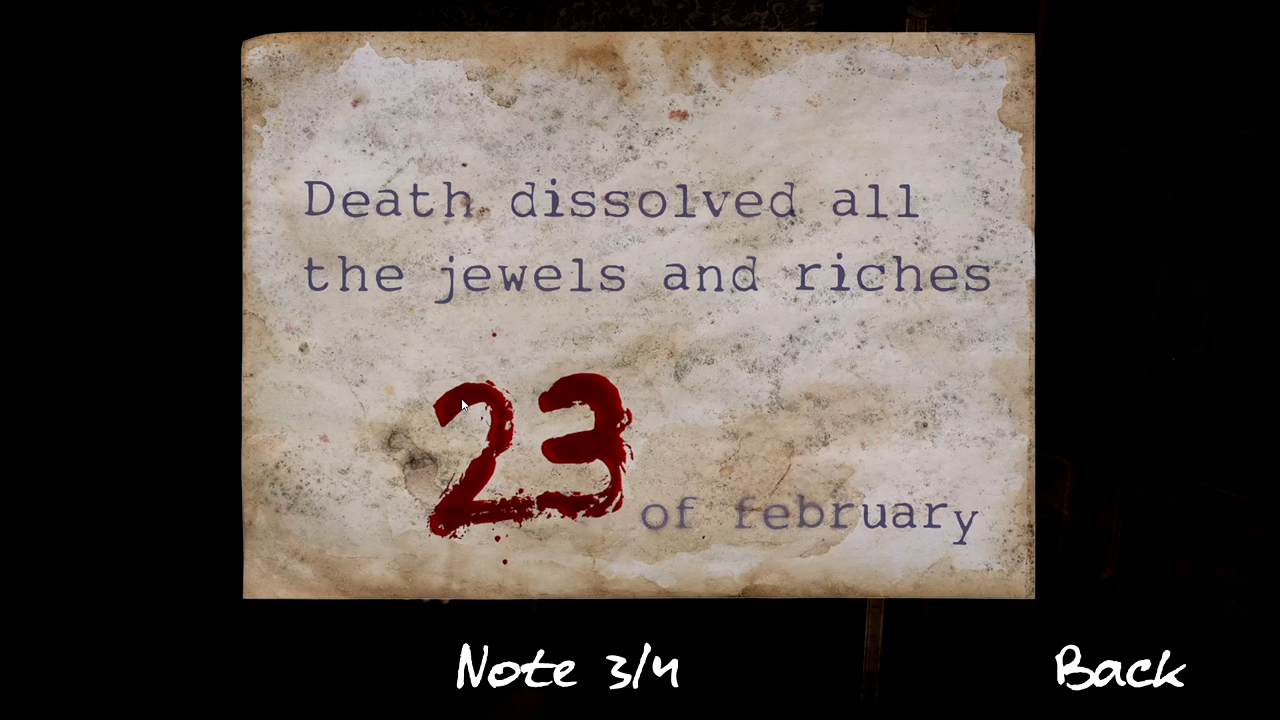 Death dissolved all
the jewels and riches
23 of february
Note 3/4
Back